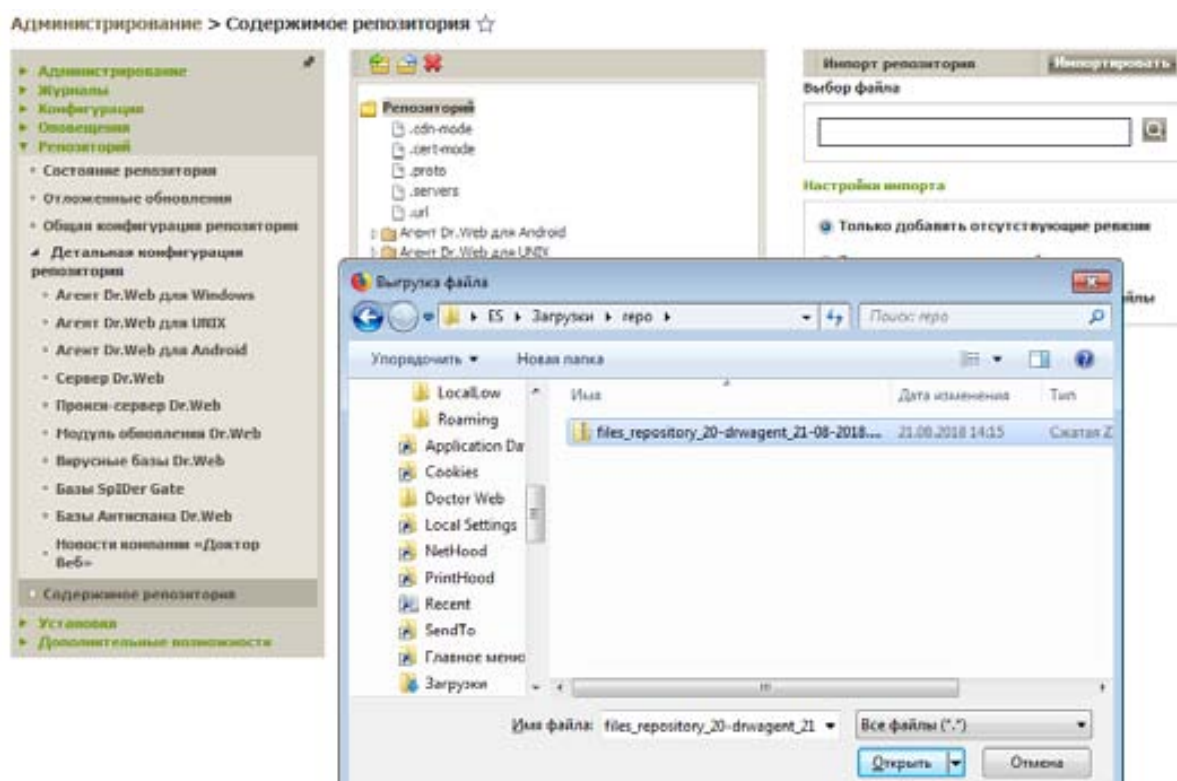 Администрирование > Содержимое репозитория
Администрирование
Журналы
Конфигурация
Оповещения
Репозиторий
Состояние репозитория
Отложенные обновления
Общая конфигурация репозитория
Детальная конфигурация
репозитория
Агент Dr.Web для Windows
Агент Dr.Web для UNIX
Агент Dr.Web для Android
Сервер Dr.Web
Прокси-сервер Dr.Web
Модуль обновления Dr.Web
Вирусные базы Dr.Web
Базы SpIDer Gate
Базы Антиспама Dr.Web
Новости компании «Доктор
Веб»
Содержимое репозитория
Установка
Дополнительные возможности
Репозиторий
.cdn-mode
.cert-mode
.proto
.servers
.url
Агент Dr.Web для Android
Агент Dr.Web для UNIX
Импорт репозитория
Импортировать
Выбор файла
Настройки импорта
Только добавить отсутствующие ревизии
Выгрузка файла
ES
Загрузки
repo
Поиск: repo
Упорядочить
Новая папка
LocalLow
Roaming
Application Da
Cookies
Doctor Web
Local Settings
NetHood
PrintHood
Recent
SendTo
Главное меню
Загрузки
Имя
Дата изменения
Тип
files_repository_20-drwagent_21-08-2018....
21.08.2018 14:15
Сжатая Z
Имя файла:
files_repository_20-drwagent_21
Все файлы (*.*)
Открыть
Отмена